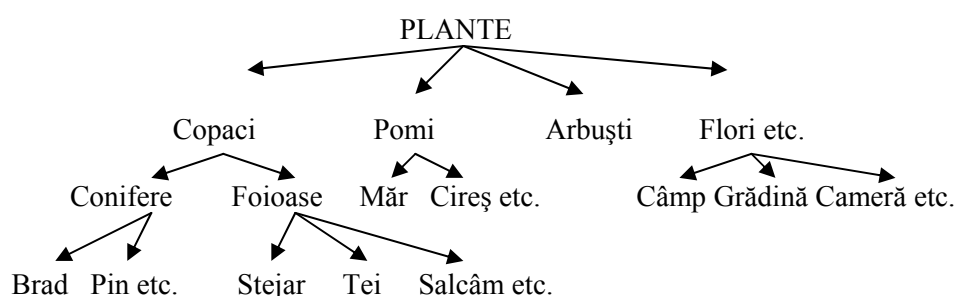 PLANTE
Copaci Pomi Arbuşti Flori etc.
Conifere Foioase Măr Cireş etc. Câmp Grădină Cameră etc.
Brad Pin etc. Stejar Tei Salcâm etc.